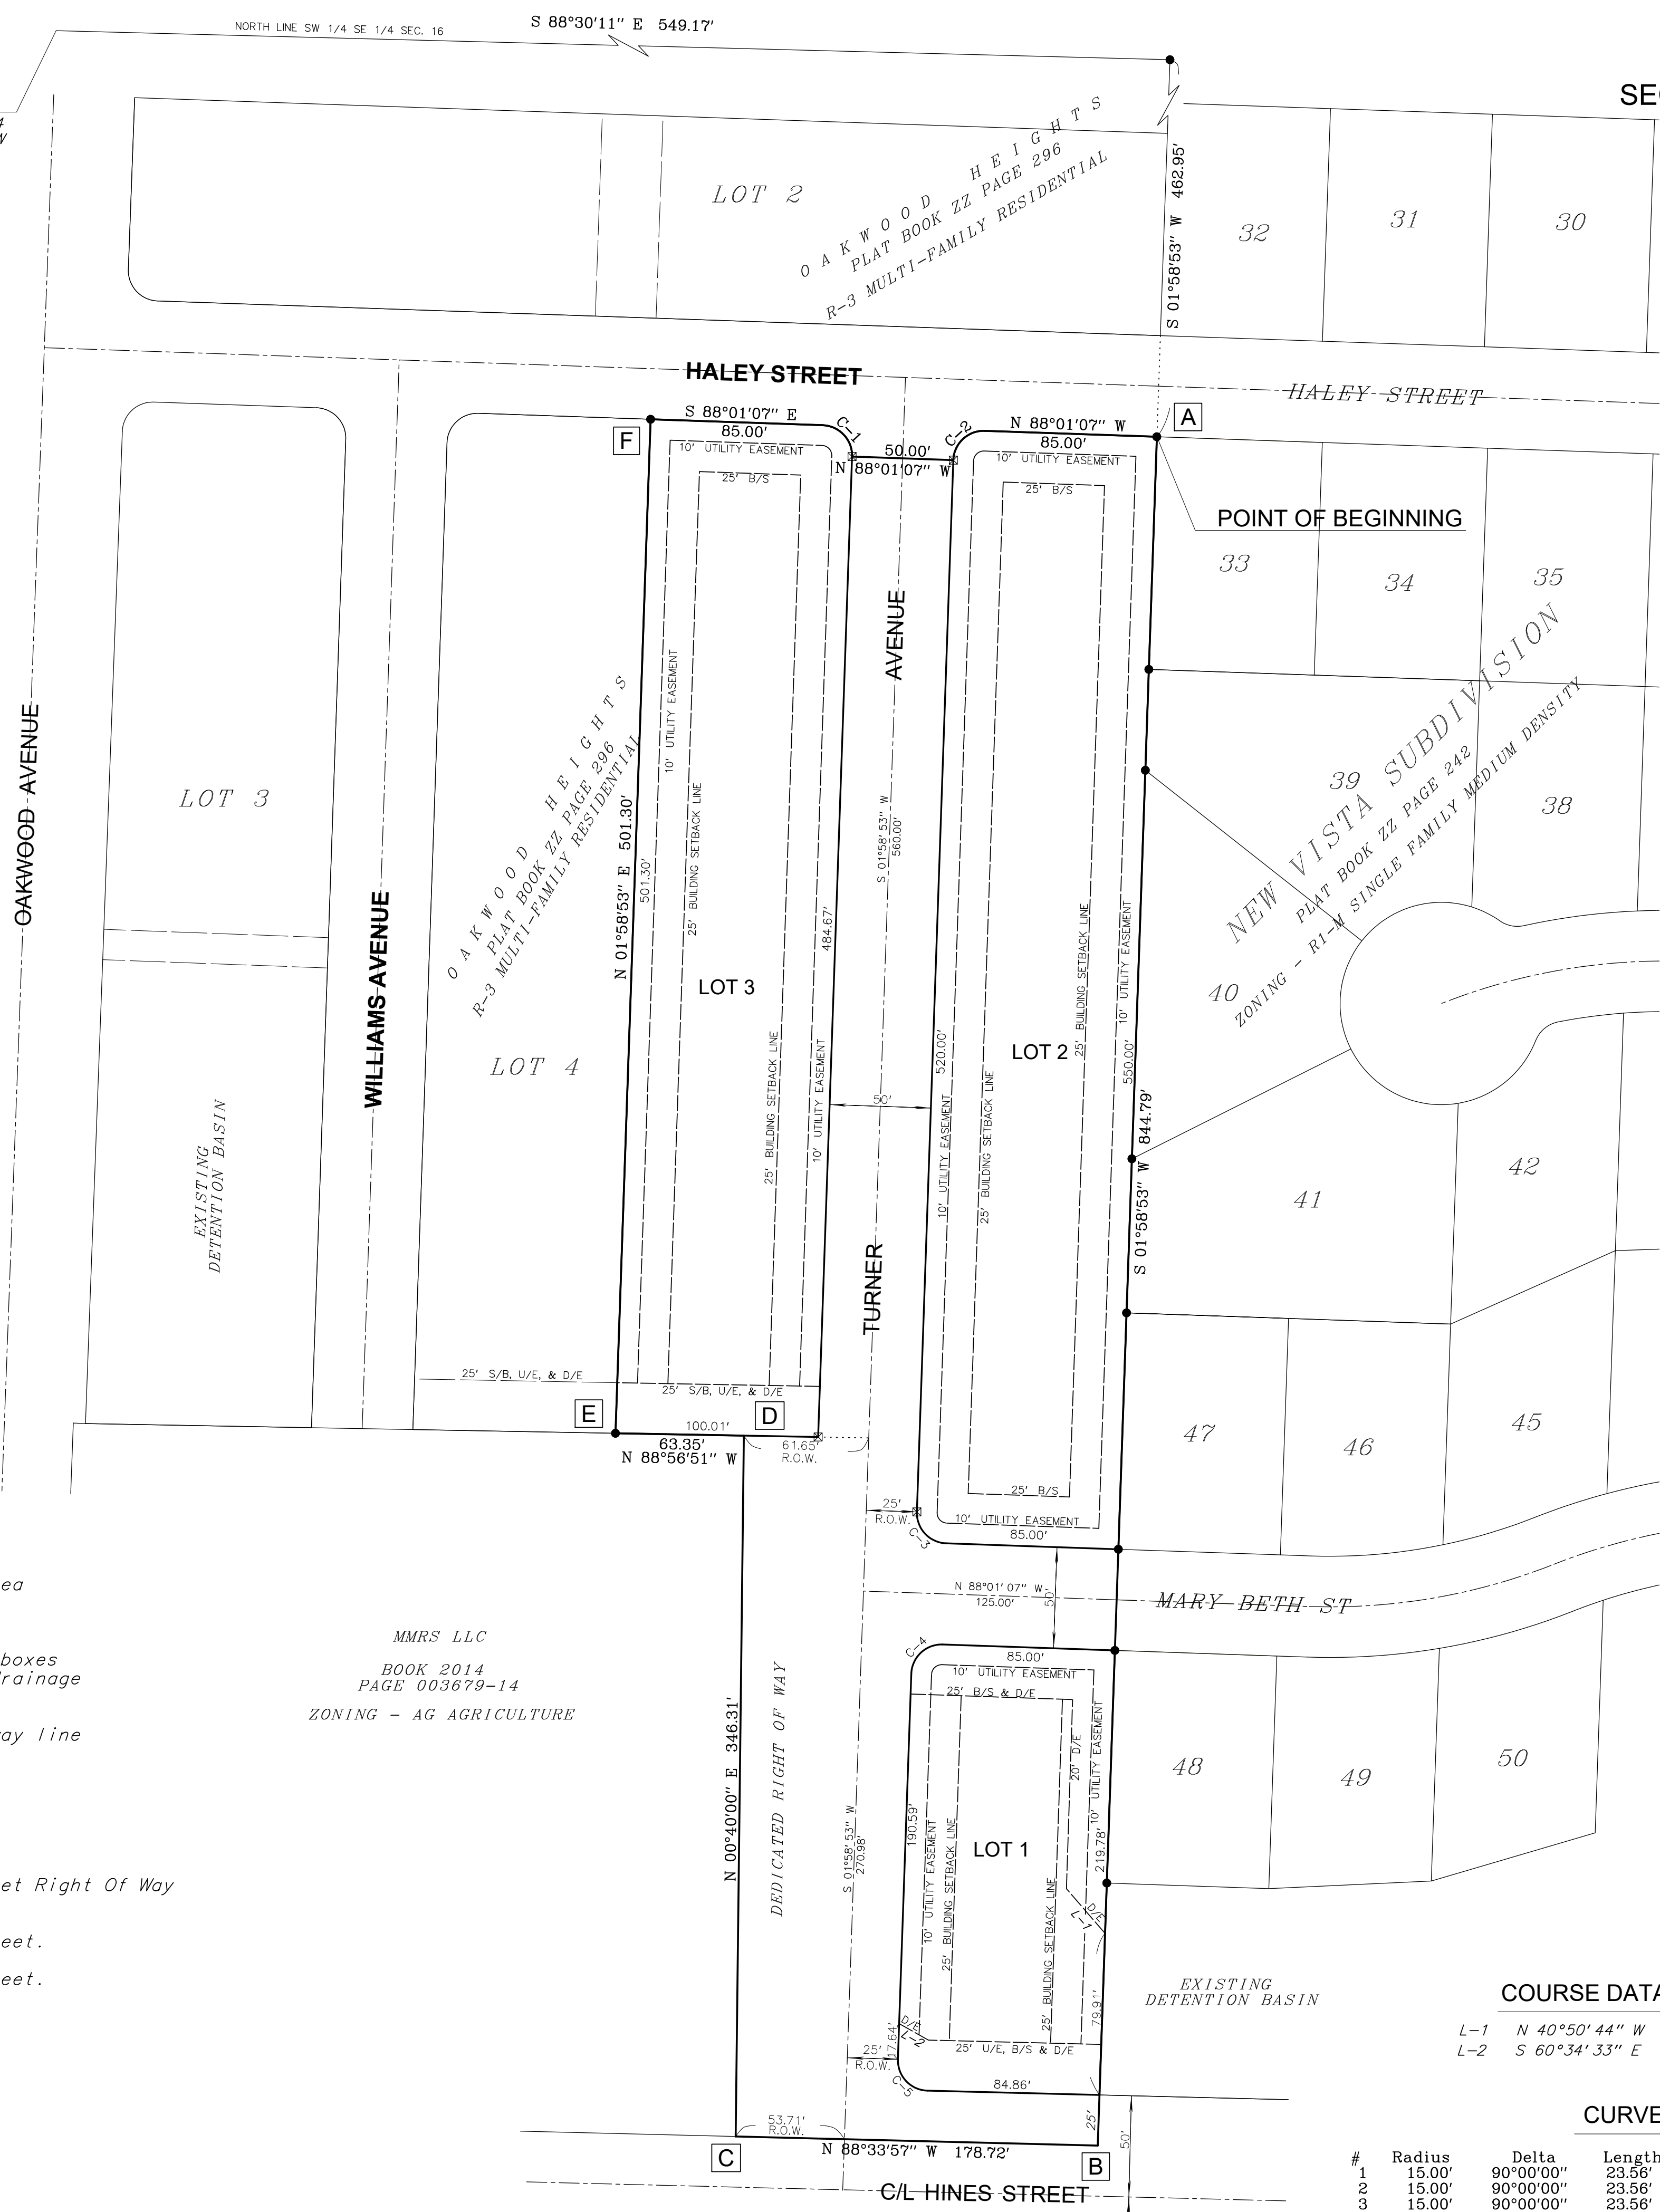 S 88°30'11" E 549.17'
NORTH LINE SW 1/4 SE 1/4 SEC. 16
SE
4
W
LOT 2
O A K W O O D H E I G H T S
PLAT BOOK ZZ PAGE 296
R-3 MULTI-FAMILY RESIDENTIAL
S 01°58'53" W 462.95'
32
31
30
HALEY STREET
HALEY STREET
S 88°01'07" E
85.00'
F
C-1
50.00'
N 88°01'07" W
C-2
N 88°01'07" W
85.00'
A
10' UTILITY EASEMENT
25' B/S
10' UTILITY EASEMENT
25' B/S
POINT OF BEGINNING
33
34
35
AVENUE
TURNER
S 01°58'53" W
560.00'
OAKWOOD AVENUE
LOT 3
WILLIAMS AVENUE
EXISTING
DETENTION BASIN
O A K W O O D H E I G H T S
PLAT BOOK ZZ PAGE 296
R-3 MULTI-FAMILY RESIDENTIAL
LOT 4
N 01°58'53" E 501.30'
501.30'
10' UTILITY EASEMENT
25' BUILDING SETBACK LINE
LOT 3
484.67'
25' BUILDING SETBACK LINE
10' UTILITY EASEMENT
50'
520.00'
10' UTILITY EASEMENT
25' BUILDING SETBACK LINE
LOT 2
25' BUILDING SETBACK LINE
10' UTILITY EASEMENT
550.00'
S 01°58'53" W 844.79'
NEW VISTA SUBDIVISION
PLAT BOOK ZZ PAGE 242
ZONING - R1-M SINGLE FAMILY MEDIUM DENSITY
39
38
40
41
42
47
46
45
25' S/B, U/E, & D/E
25' S/B, U/E, & D/E
E
100.01'
D
63.35'
N 88°56'51" W
61.65'
R.O.W.
25'
R.O.W.
C-3
25' B/S
10' UTILITY EASEMENT
85.00'
N 88°01'07" W
125.00'
50'
MARY BETH ST
ea
boxes
rainage
ay line
et Right Of Way
eet.
eet.
MMRS LLC
BOOK 2014
PAGE 003679-14
ZONING - AG AGRICULTURE
N 00°40'00" E 346.31'
DEDICATED RIGHT OF WAY
S 01°58'53" W
270.98'
C-4
85.00'
10' UTILITY EASEMENT
25' B/S & D/E
20' D/E
10' UTILITY EASEMENT
219.78'
190.59'
10' UTILITY EASEMENT
25' BUILDING SETBACK LINE
LOT 1
25' BUILDING SETBACK LINE
D/E
L-1
79.91'
48
49
50
EXISTING
DETENTION BASIN
D/E
L-2
17.64'
25'
R.O.W.
25' U/E, B/S & D/E
C-5
84.86'
25'
50'
53.71'
R.O.W.
N 88°33'57" W 178.72'
C
B
C/L HINES STREET
COURSE DATA
L-1 N 40°50'44" W
L-2 S 60°34'33" E
CURVE
# Radius Delta Length
1 15.00' 90°00'00" 23.56'
2 15.00' 90°00'00" 23.56'
3 15.00' 90°00'00" 23.56'